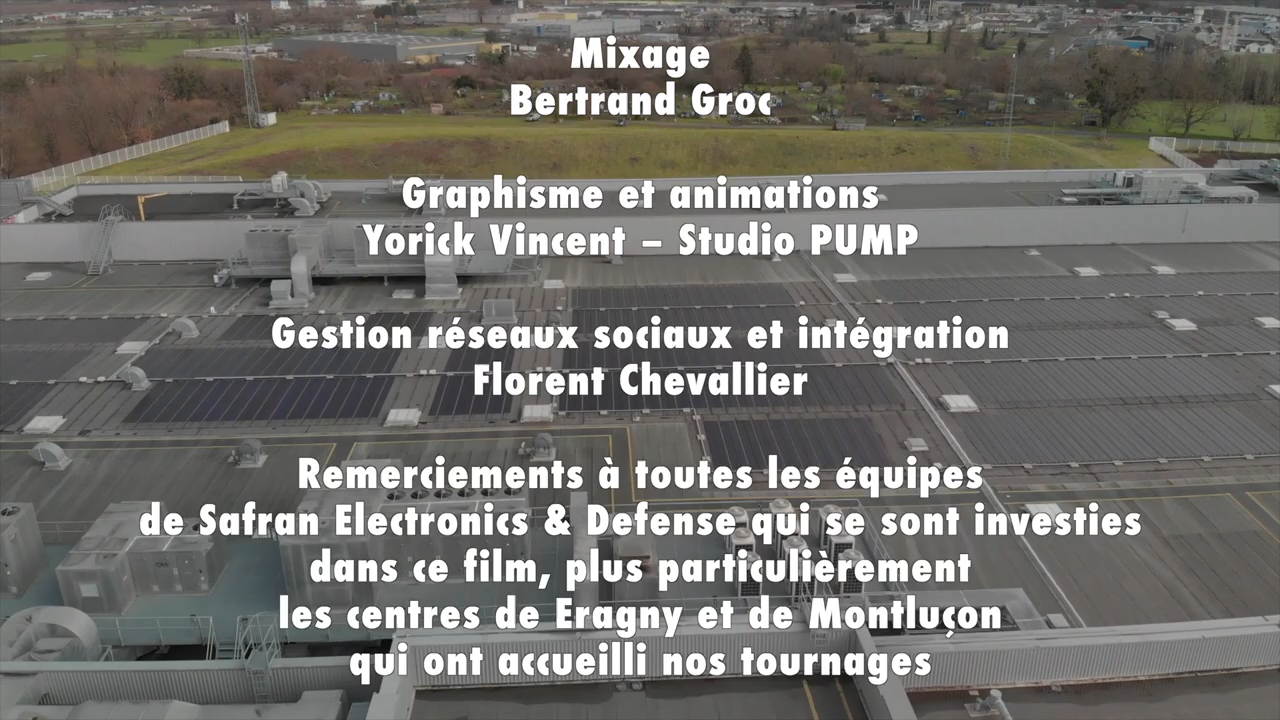 Mixage
Bertrand Groc
Graphisme et animations
Yorick Vincent – Studio PUMP
Gestion réseaux sociaux et intégration
Florent Chevallier
Remerciements à toutes les équipes
de Safran Electronics & Defense qui se sont investies
dans ce film, plus particulièrement
les centres de Eragny et de Montluçon
qui ont accueilli nos tournages